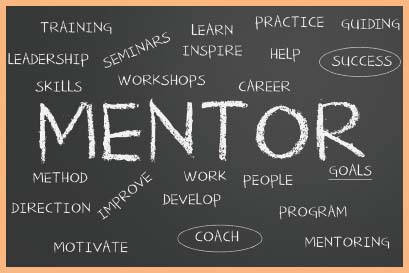 TRAINING
LEARN
PRACTICE
GUIDING
LEADERSHIP
SEMINARS
INSPIRE
HELP
SUCCESS
SKILLS
WORKSHOPS
CAREER
MENTOR
METHOD
IMPROVE
WORK
PEOPLE
GOALS
DIRECTION
DEVELOP
PROGRAM
MOTIVATE
COACH
MENTORING